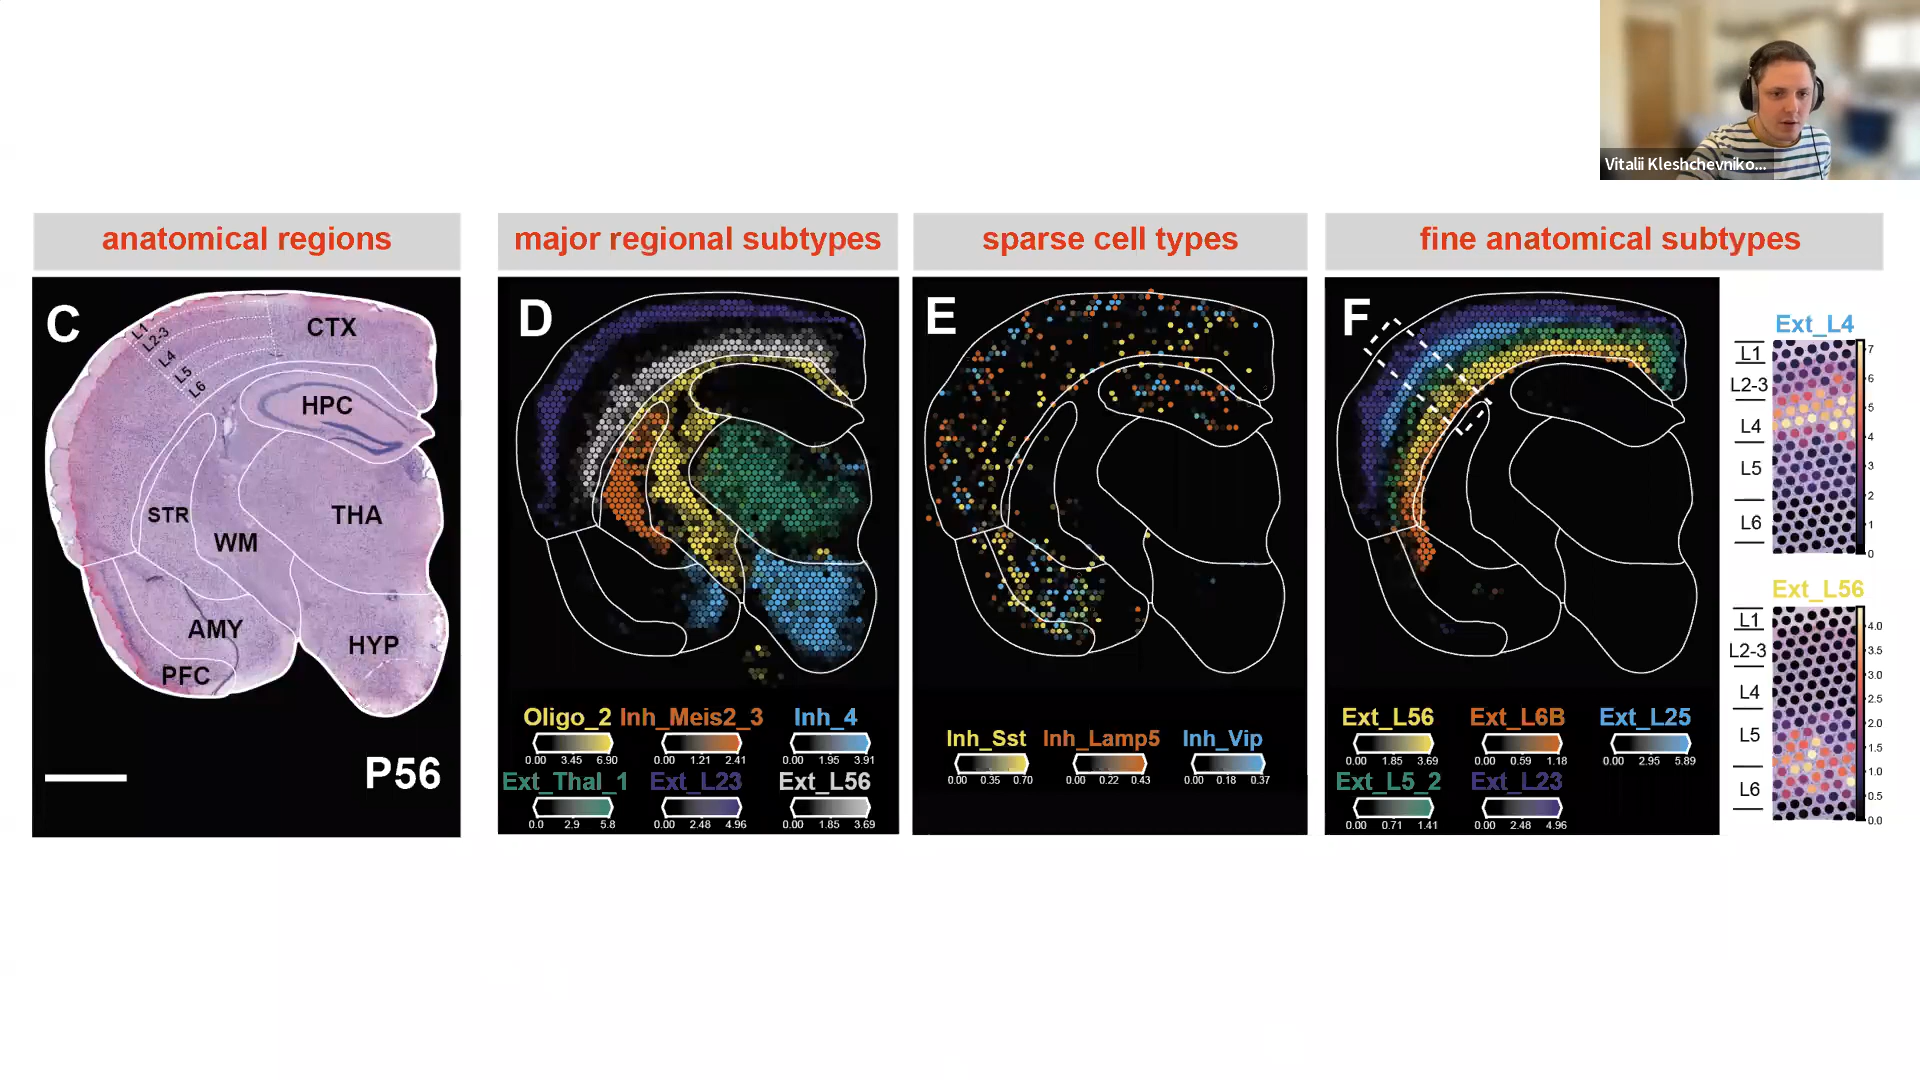 Vitalii Kleshchevniko...
anatomical regions
major regional subtypes
sparse cell types
fine anatomical subtypes
C
L1
L2-3
L4
L5
L6
CTX
HPC
STR
WM
THA
AMY
PFC
HYP
P56
D
Oligo_2 Inh_Meis2_3 Inh_4
0.00 3.45 6.90 0.00 1.21 2.41 0.00 1.95 3.91
Ext_Thal_1 Ext_L23 Ext_L56
0.0 2.9 5.8 0.00 2.48 4.96 0.00 1.85 3.69
E
Inh_Sst Inh_Lamp5 Inh_Vip
0.00 0.35 0.70 0.00 0.22 0.43 0.00 0.18 0.37
F
Ext_L56 Ext_L6B Ext_L25
0.00 1.85 3.69 0.00 0.59 1.18 0.00 2.95 5.89
Ext_L5_2 Ext_L23
0.00 0.71 1.41 0.00 2.48 4.96
Ext_L4
L1
L2-3
L4
L5
L6
7
6
5
4
3
2
1
0
Ext_L56
L1
L2-3
L4
L5
L6
4.0
3.5
3.0
2.5
2.0
1.5
1.0
0.5
0.0